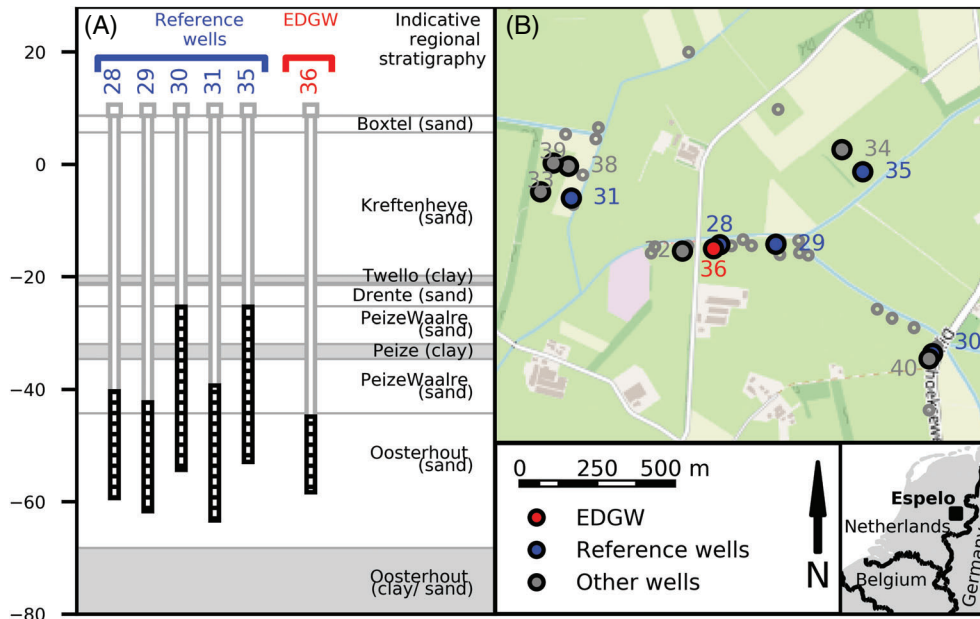 (A)
Reference
wells
EDGW
Indicative
regional
stratigraphy
28
29
30
31
35
36
20
0
−20
−40
−60
−80
Boxtel (sand)
Kreftenheye
(sand)
Twello (clay)
Drente (sand)
PeizeWaalre
(sand)
Peize (clay)
PeizeWaalre
(sand)
Oosterhout
(sand)
Oosterhout
(clay/ sand)
(B)
39
38
33
31
34
35
28
29
36
30
40
0 250 500 m
EDGW
Reference wells
Other wells
N
Espelo
Netherlands
Belgium
Germany